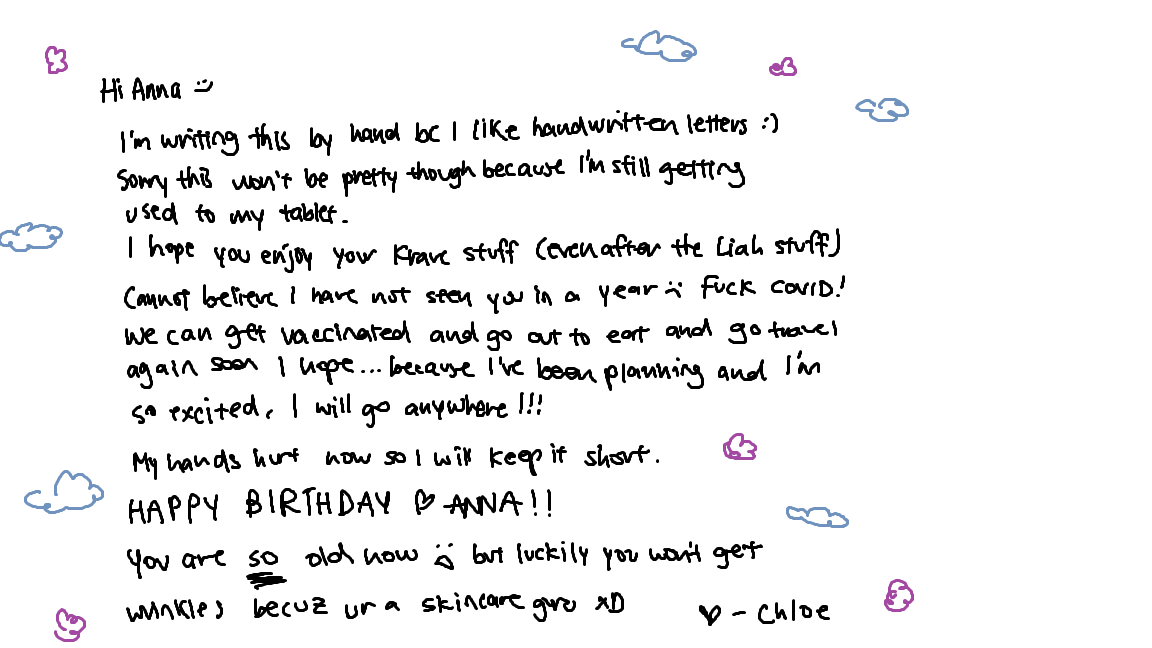 Hi Anna :)
I'm writing this by hand bc I like handwritten letters :)
Sorry this won't be pretty though because I'm still getting
used to my tablet.
I hope you enjoy your Krave stuff (even after the Liah stuff)
Cannot believe I have not seen you in a year :( Fuck COVID!
We can get vaccinated and go out to eat and go travel
again soon I hope... because I've been planning and I'm
so excited. I will go anywhere!!!
My hands hurt now so I will keep it short.
HAPPY BIRTHDAY ♡ ANNA!!
You are so old now :( but luckily you won't get
wrinkles becuz ur a skincare guru xD ♡ - Chloe